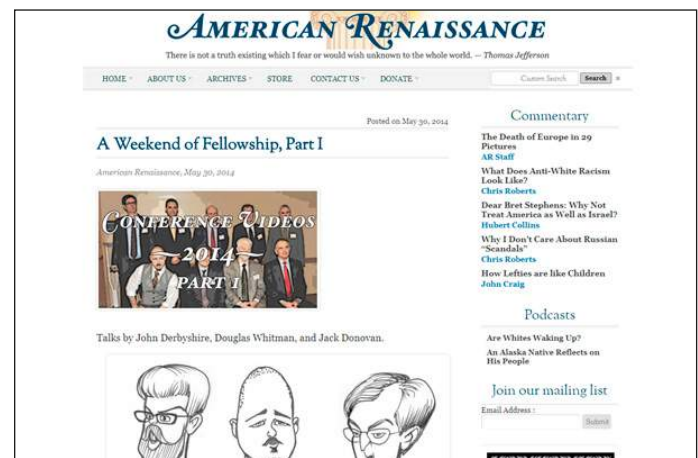 AMERICAN RENAISSANCE
There is not a truth existing which I fear or would wish unknown to the whole world. — Thomas Jefferson
HOME
ABOUT US
ARCHIVES
STORE
CONTACT US
DONATE
Custom Search
Search
x
Posted on May 30, 2014
A Weekend of Fellowship, Part I
American Renaissance, May 30, 2014
CONFERENCE VIDEOS
–2014–
PART 1
Talks by John Derbyshire, Douglas Whitman, and Jack Donovan.
Commentary
The Death of Europe in 29
Pictures
AR Staff
What Does Anti-White Racism
Look Like?
Chris Roberts
Dear Bret Stephens: Why Not
Treat America as Well as Israel?
Hubert Collins
Why I Don't Care About Russian
“Scandals”
Chris Roberts
How Lefties are like Children
John Craig
Podcasts
Are Whites Waking Up?
An Alaska Native Reflects on
His People
Join our mailing list
Email Address :
Submit